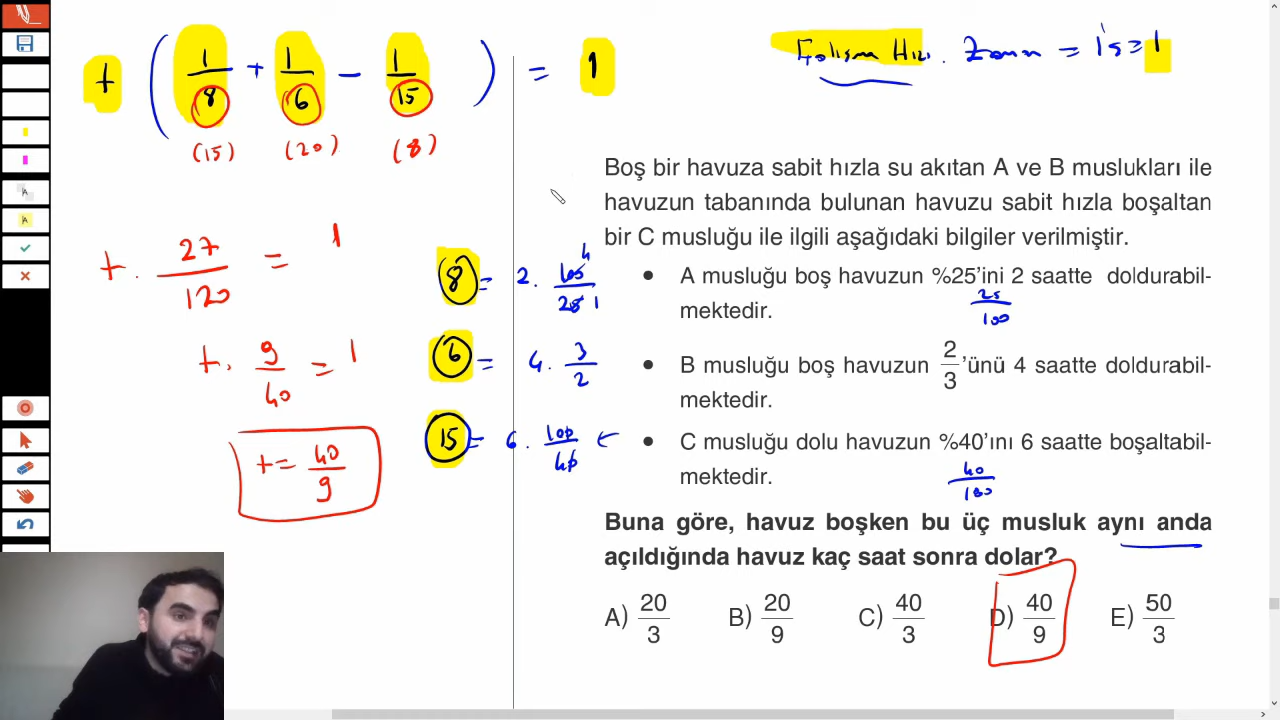 t ( 1/8 + 1/6 − 1/15 ) = 1
(15) (20) (8)
t . 27/120 = 1
t . 9/40 = 1
t = 40/9
8 = 2 . 100/25 4 1
6 = 4 . 3/2
15 = 6 . 100/40 ←
Çalışma Hızı . Zaman = İş = 1
Boş bir havuza sabit hızla su akıtan A ve B muslukları ile
havuzun tabanında bulunan havuzu sabit hızla boşaltan
bir C musluğu ile ilgili aşağıdaki bilgiler verilmiştir.
• A musluğu boş havuzun %25'ini 2 saatte doldurabil-
mektedir.
25/100
• B musluğu boş havuzun 2/3'ünü 4 saatte doldurabil-
mektedir.
• C musluğu dolu havuzun %40'ını 6 saatte boşaltabil-
mektedir.
40/100
Buna göre, havuz boşken bu üç musluk aynı anda
açıldığında havuz kaç saat sonra dolar?
A) 20/3 B) 20/9 C) 40/3 D) 40/9 E) 50/3